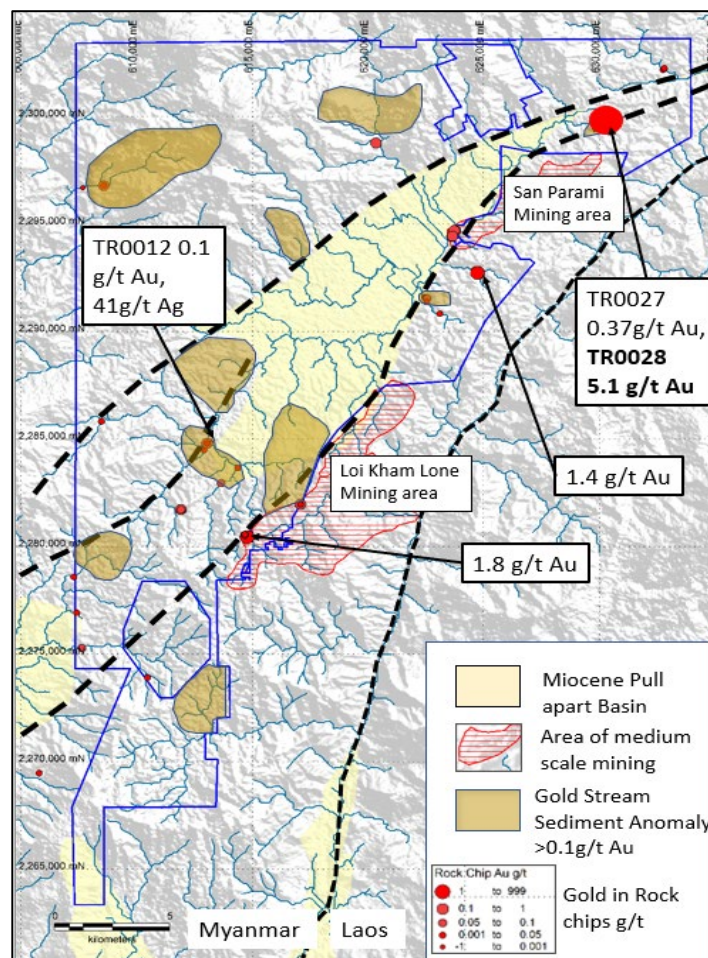 610,000 mE
615,000 mE
620,000 mE
625,000 mE
630,000 mE
2,300,000 mN
2,295,000 mN
2,290,000 mN
2,285,000 mN
2,280,000 mN
2,275,000 mN
2,270,000 mN
2,265,000 mN
San Parami
Mining area
TR0012 0.1
g/t Au,
41g/t Ag
TR0027
0.37g/t Au,
TR0028
5.1 g/t Au
1.4 g/t Au
Loi Kham Lone
Mining area
1.8 g/t Au
Miocene Pull
apart Basin
Area of medium
scale mining
Gold Stream
Sediment Anomaly
>0.1g/t Au
Rock Chip Au g/t
1 to 999
0.1 to 1
0.05 to 0.1
0.001 to 0.05
-1 to 0.001
Gold in Rock
chips g/t
0 5
kilometers
Myanmar Laos